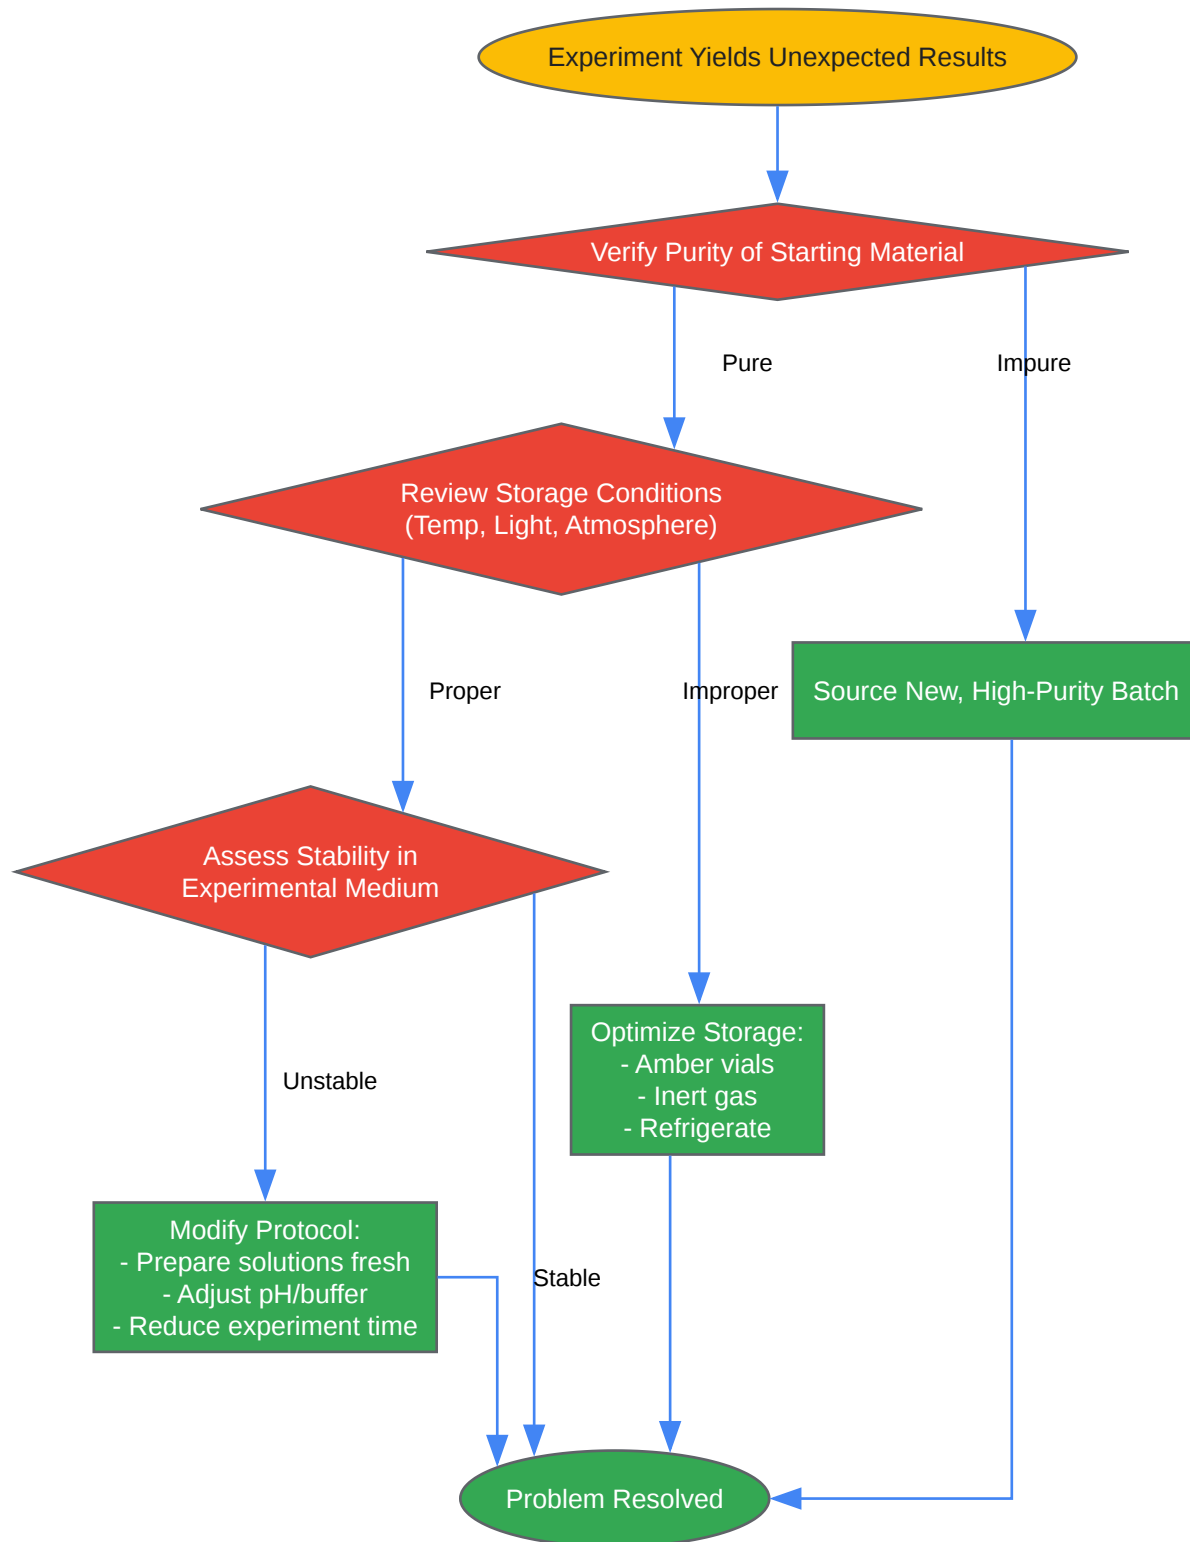 Experiment Yields Unexpected Results
Verify Purity of Starting Material
Pure
Impure
Review Storage Conditions
(Temp, Light, Atmosphere)
Proper
Improper
Source New, High-Purity Batch
Assess Stability in
Experimental Medium
Optimize Storage:
- Amber vials
- Inert gas
- Refrigerate
Unstable
Modify Protocol:
- Prepare solutions fresh
- Adjust pH/buffer
- Reduce experiment time
Stable
Problem Resolved